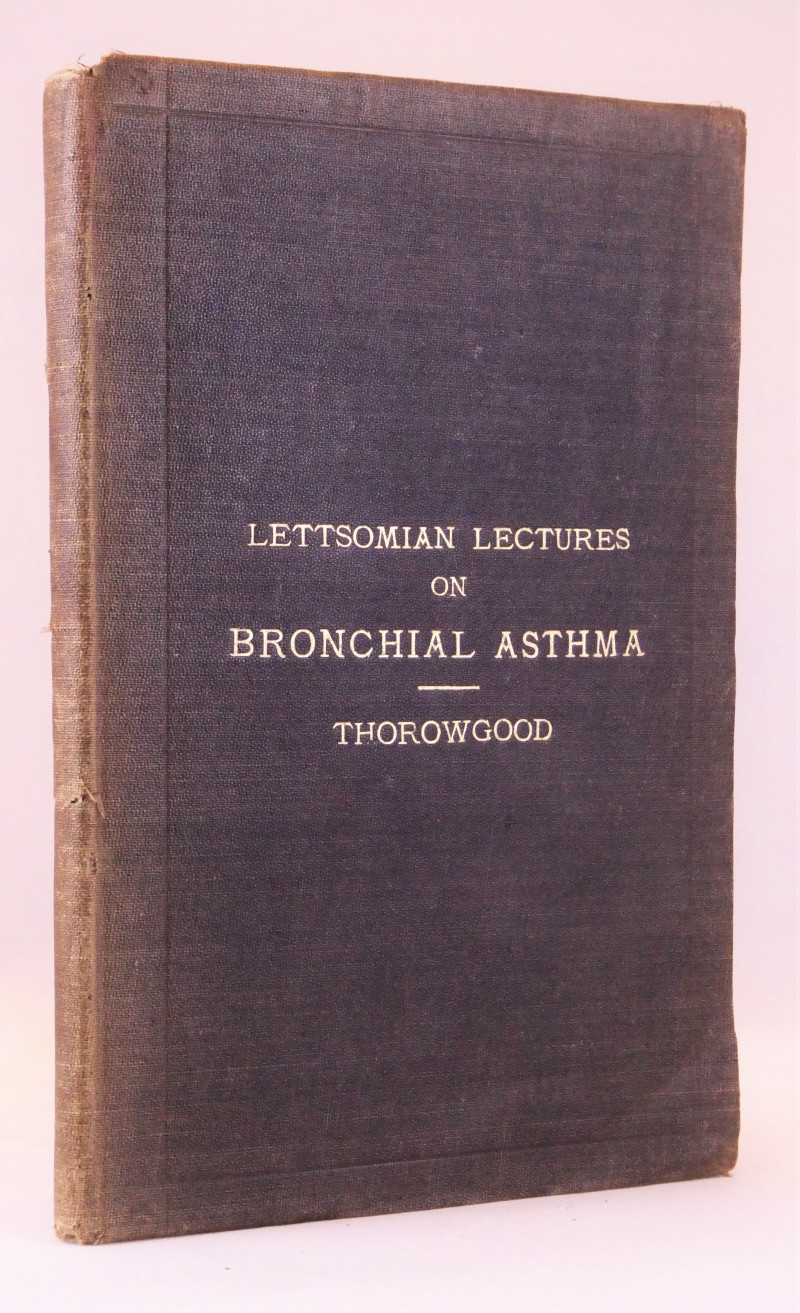 LETTSOMIAN LECTURES
ON
BRONCHIAL ASTHMA
THOROWGOOD